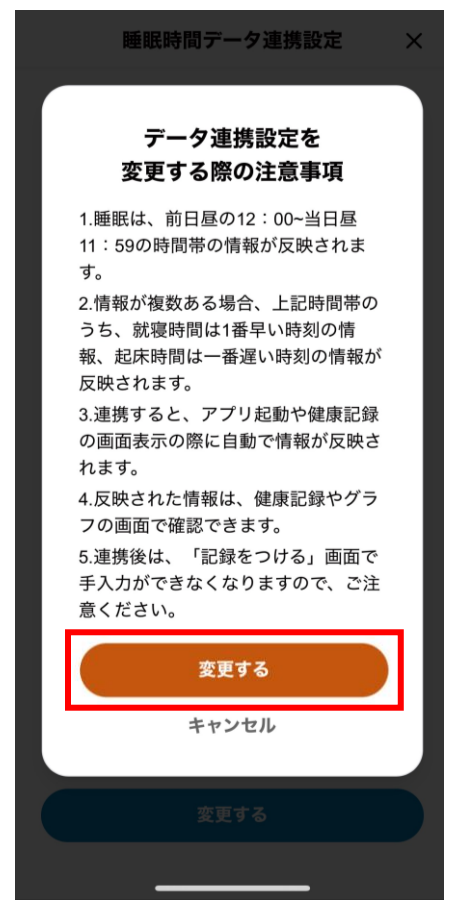 睡眠時間データ連携設定 ×
データ連携設定を
変更する際の注意事項
1.睡眠は、前日昼の12：00~当日昼
11：59の時間帯の情報が反映されま
す。
2.情報が複数ある場合、上記時間帯の
うち、就寝時間は1番早い時刻の情
報、起床時間は一番遅い時刻の情報が
反映されます。
3.連携すると、アプリ起動や健康記録
の画面表示の際に自動で情報が反映さ
れます。
4.反映された情報は、健康記録やグラ
フの画面で確認できます。
5.連携後は、「記録をつける」画面で
手入力ができなくなりますので、ご注
意ください。
変更する
キャンセル
変更する